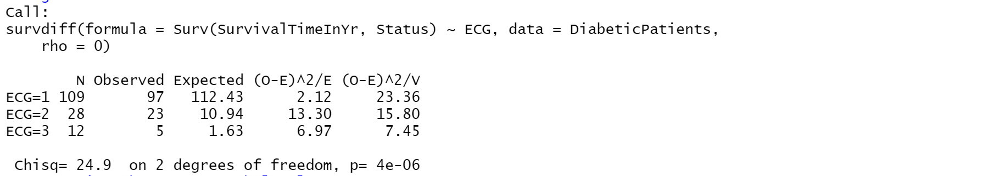 Call:
survdiff(formula = Surv(SurvivalTimeInYr, Status) ~ ECG, data = DiabeticPatients,
    rho = 0)
N Observed Expected (O-E)^2/E (O-E)^2/V
ECG=1 109 97 112.43 2.12 23.36
ECG=2 28 23 10.94 13.30 15.80
ECG=3 12 5 1.63 6.97 7.45
Chisq= 24.9 on 2 degrees of freedom, p= 4e-06